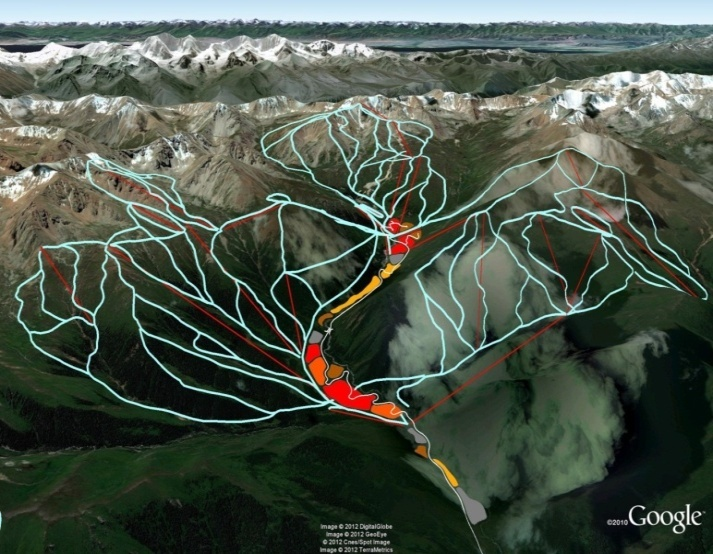 ©2010 Google
Image © 2012 DigitalGlobe
Image © 2012 GeoEye
© 2012 Cnes/Spot Image
Image © 2012 TerraMetrics